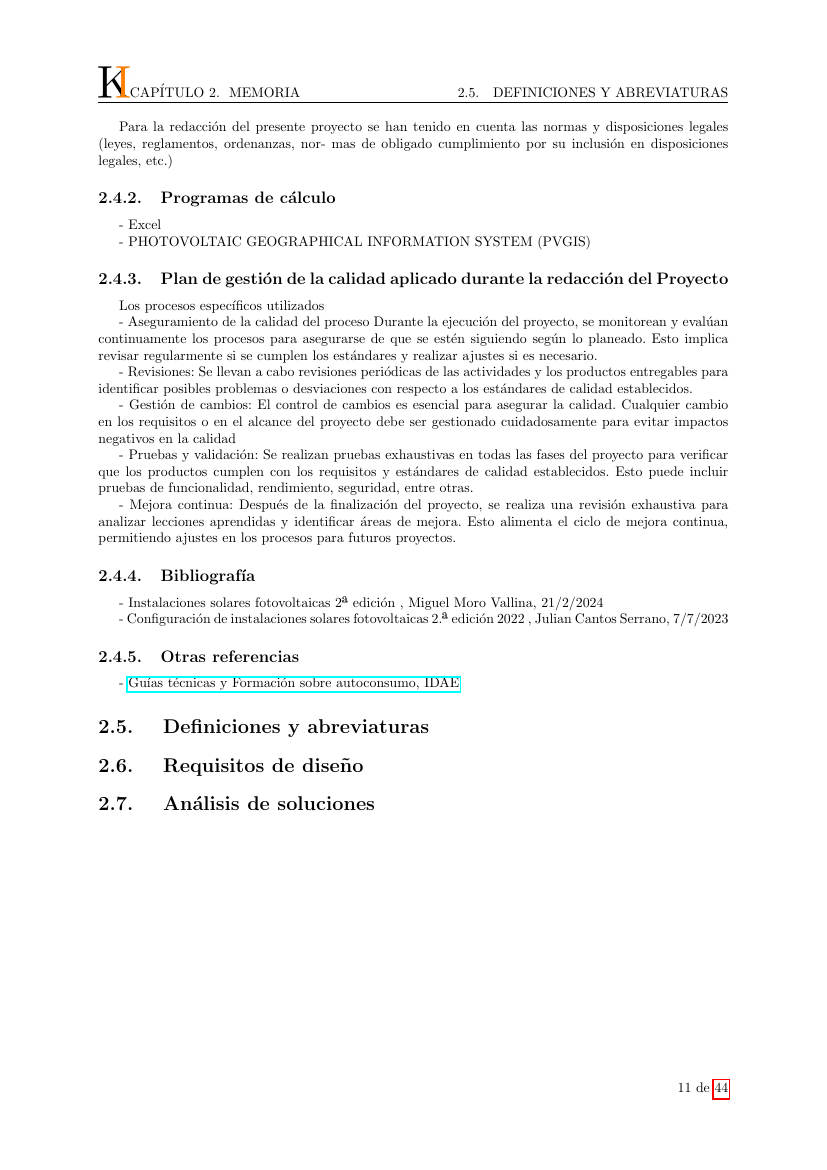 KI CAPÍTULO 2. MEMORIA 2.5. DEFINICIONES Y ABREVIATURAS
Para la redacción del presente proyecto se han tenido en cuenta las normas y disposiciones legales
(leyes, reglamentos, ordenanzas, nor- mas de obligado cumplimiento por su inclusión en disposiciones
legales, etc.)
2.4.2. Programas de cálculo
- Excel
- PHOTOVOLTAIC GEOGRAPHICAL INFORMATION SYSTEM (PVGIS)
2.4.3. Plan de gestión de la calidad aplicado durante la redacción del Proyecto
Los procesos específicos utilizados
- Aseguramiento de la calidad del proceso Durante la ejecución del proyecto, se monitorean y evalúan
continuamente los procesos para asegurarse de que se estén siguiendo según lo planeado. Esto implica
revisar regularmente si se cumplen los estándares y realizar ajustes si es necesario.
- Revisiones: Se llevan a cabo revisiones periódicas de las actividades y los productos entregables para
identificar posibles problemas o desviaciones con respecto a los estándares de calidad establecidos.
- Gestión de cambios: El control de cambios es esencial para asegurar la calidad. Cualquier cambio
en los requisitos o en el alcance del proyecto debe ser gestionado cuidadosamente para evitar impactos
negativos en la calidad
- Pruebas y validación: Se realizan pruebas exhaustivas en todas las fases del proyecto para verificar
que los productos cumplen con los requisitos y estándares de calidad establecidos. Esto puede incluir
pruebas de funcionalidad, rendimiento, seguridad, entre otras.
- Mejora continua: Después de la finalización del proyecto, se realiza una revisión exhaustiva para
analizar lecciones aprendidas y identificar áreas de mejora. Esto alimenta el ciclo de mejora continua,
permitiendo ajustes en los procesos para futuros proyectos.
2.4.4. Bibliografía
- Instalaciones solares fotovoltaicas 2ª edición , Miguel Moro Vallina, 21/2/2024
- Configuración de instalaciones solares fotovoltaicas 2.ª edición 2022 , Julian Cantos Serrano, 7/7/2023
2.4.5. Otras referencias
- Guías técnicas y Formación sobre autoconsumo, IDAE
2.5. Definiciones y abreviaturas
2.6. Requisitos de diseño
2.7. Análisis de soluciones
11 de 44